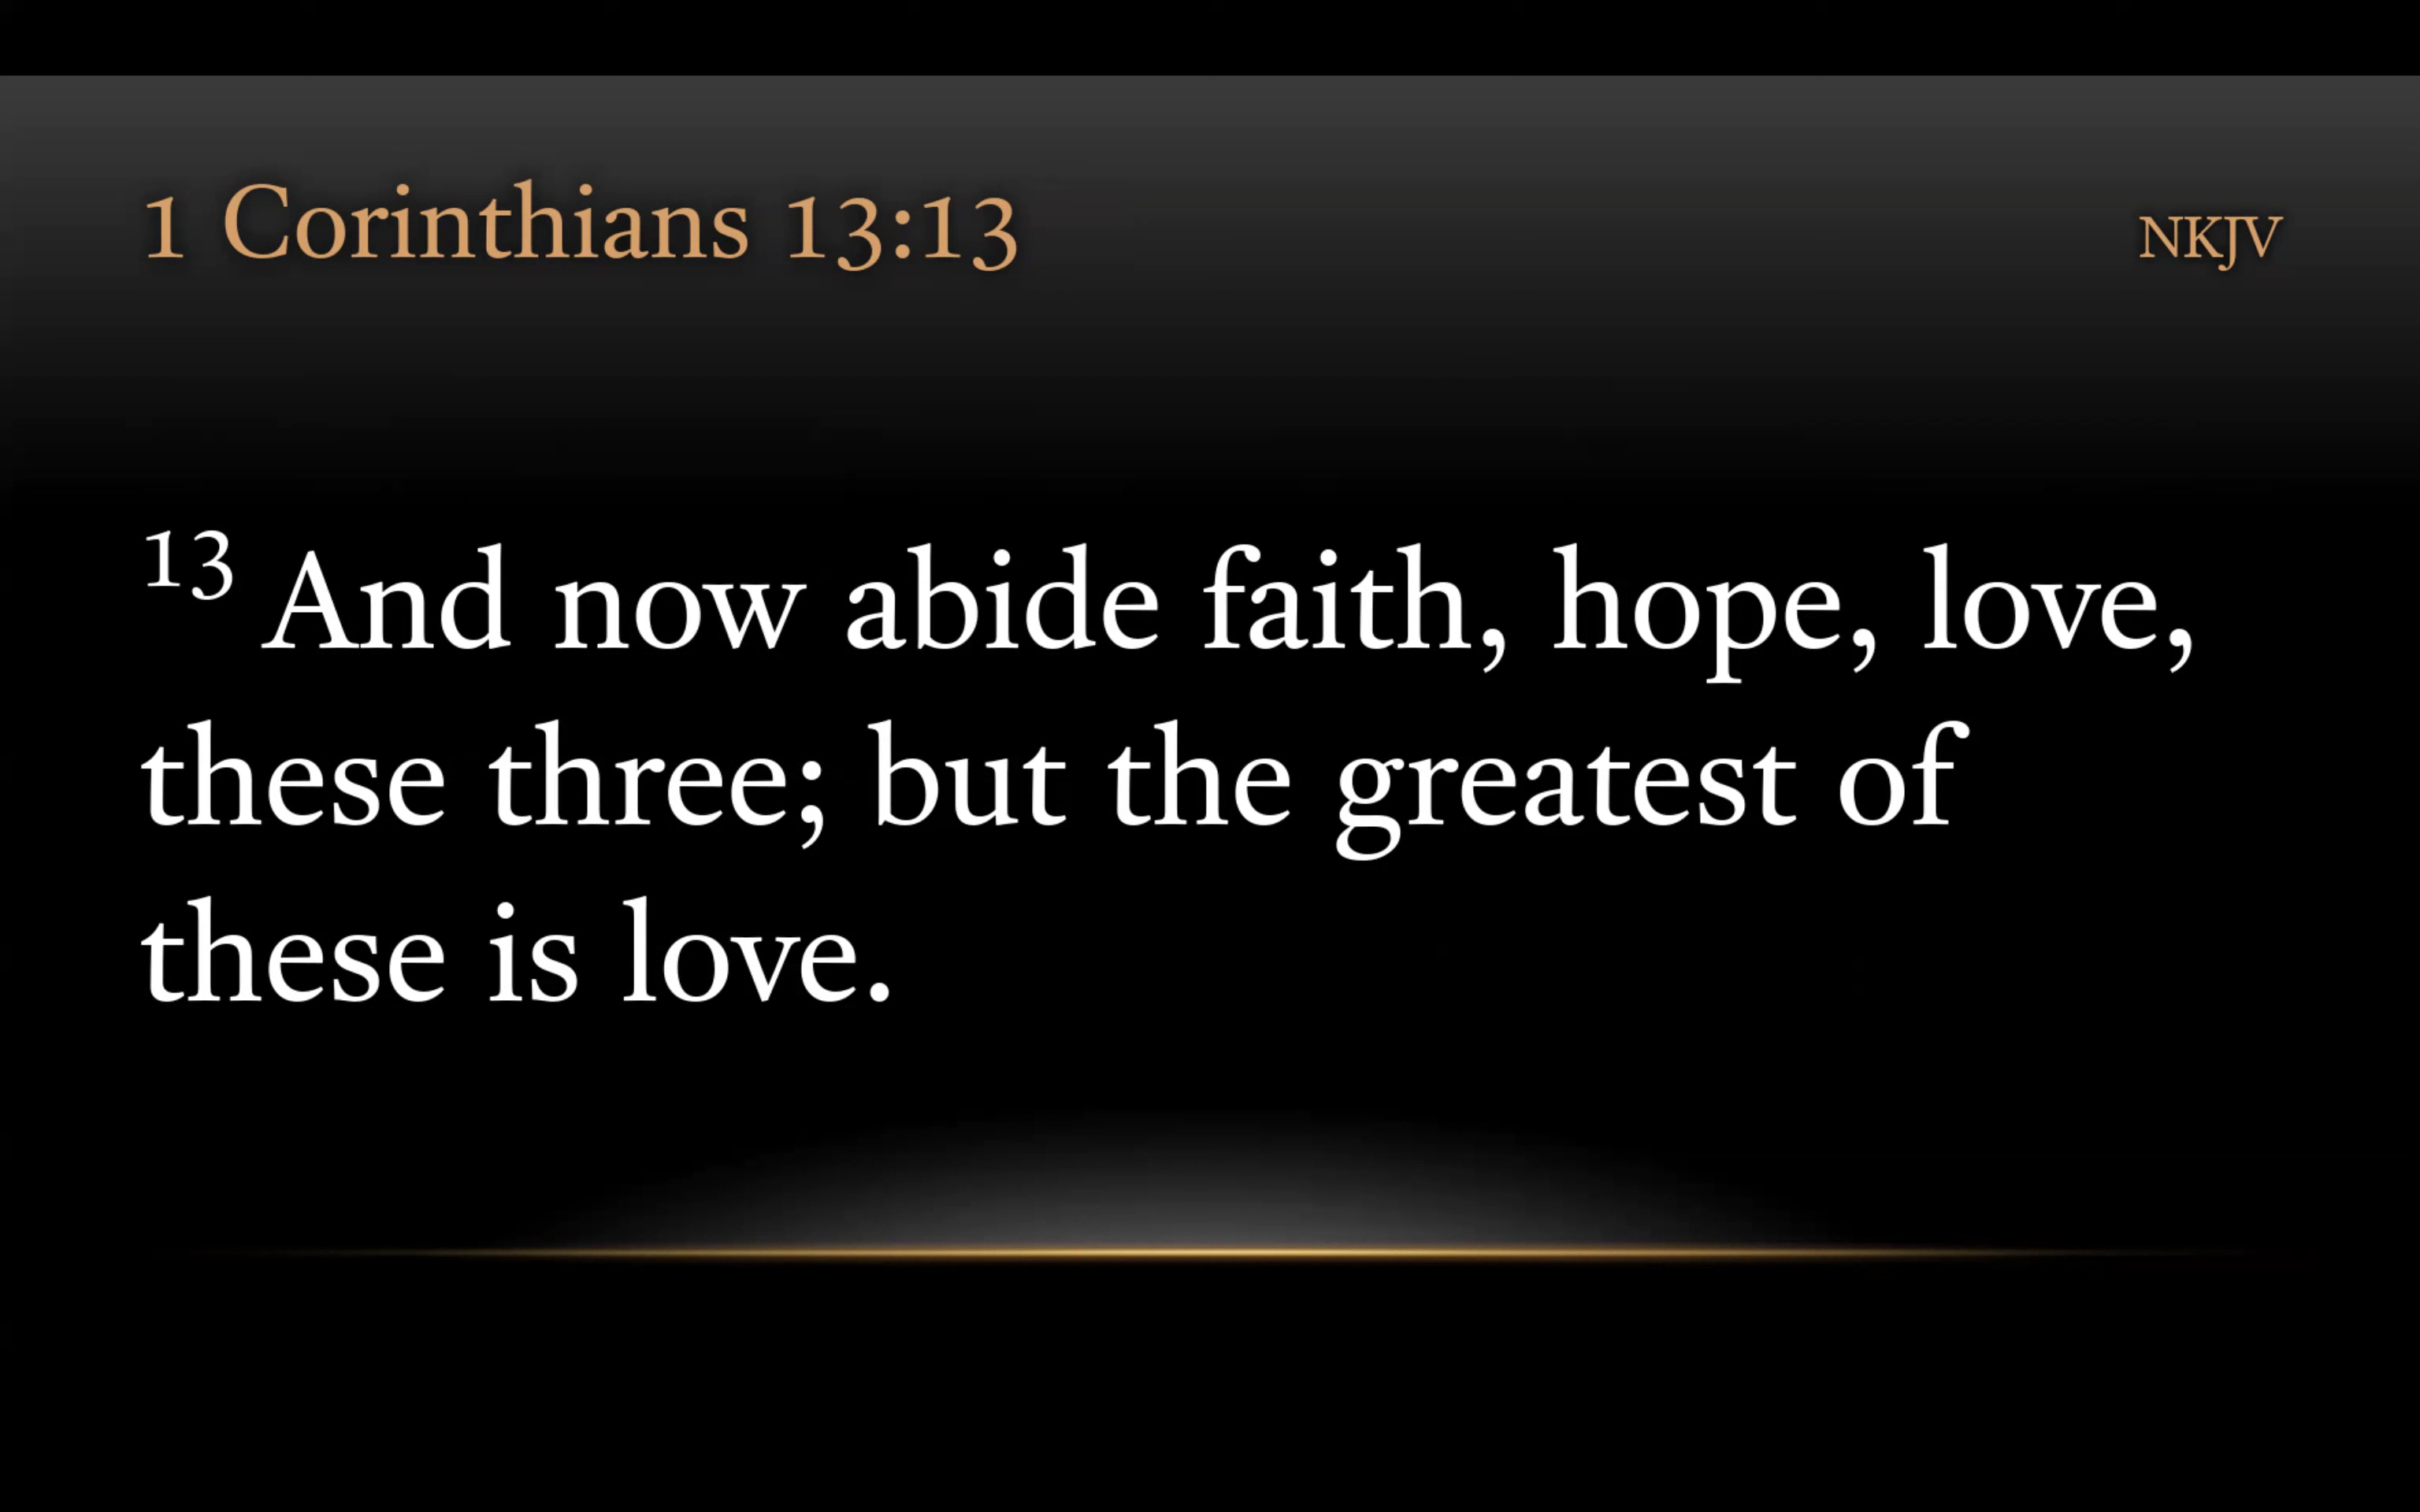 1 Corinthians 13:13 NKJV
13 And now abide faith, hope, love,
these three; but the greatest of
these is love.